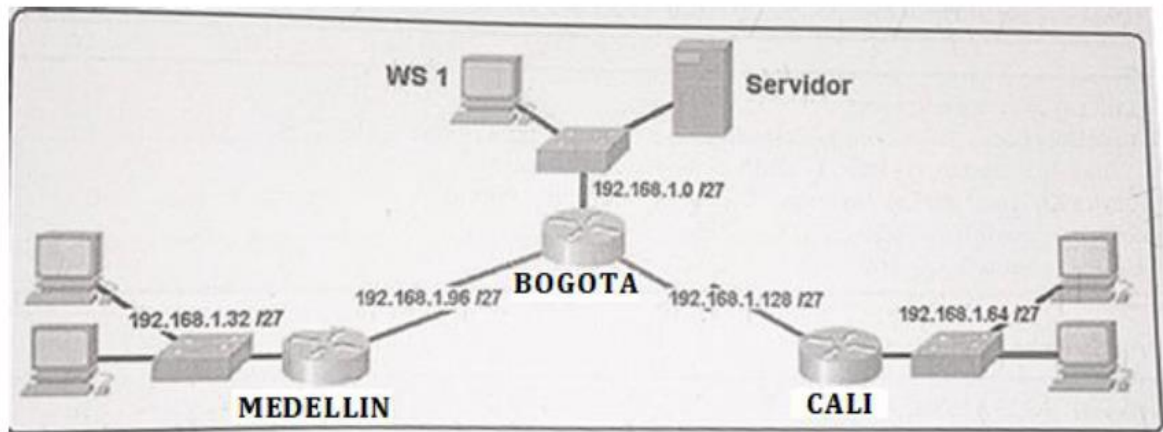 WS 1
Servidor
192.168.1.0 /27
BOGOTA
192.168.1.96 /27
192.168.1.128 /27
192.168.1.32 /27
192.168.1.64 /27
MEDELLIN
CALI